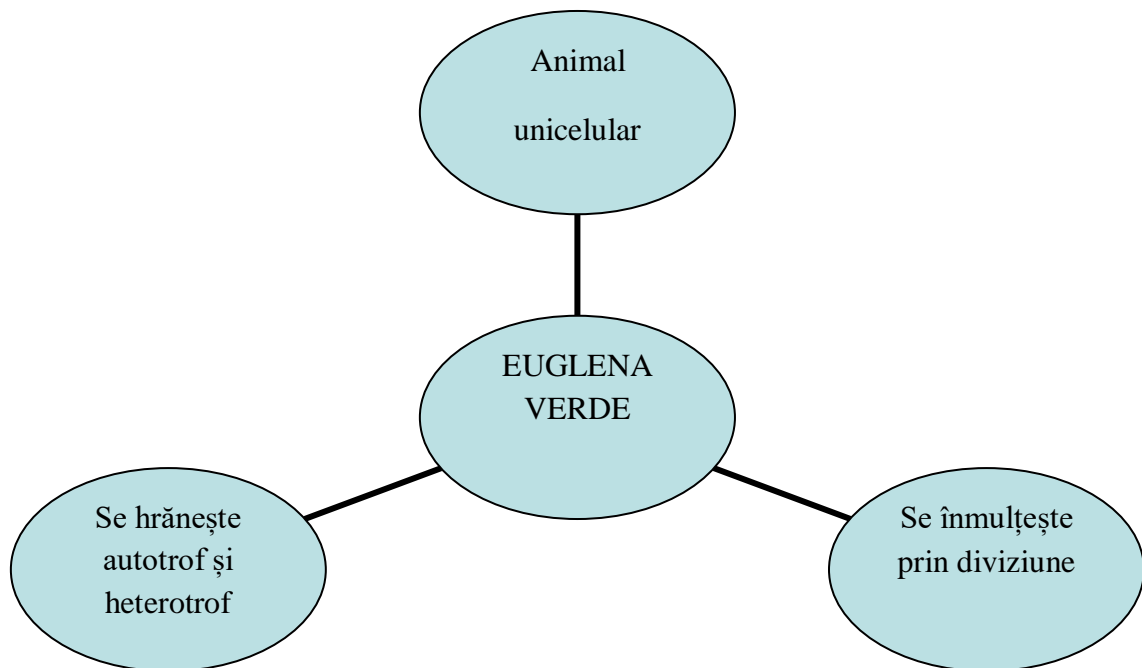 Animal
unicelular
EUGLENA
VERDE
Se hrănește
autotrof și
heterotrof
Se înmulțește
prin diviziune